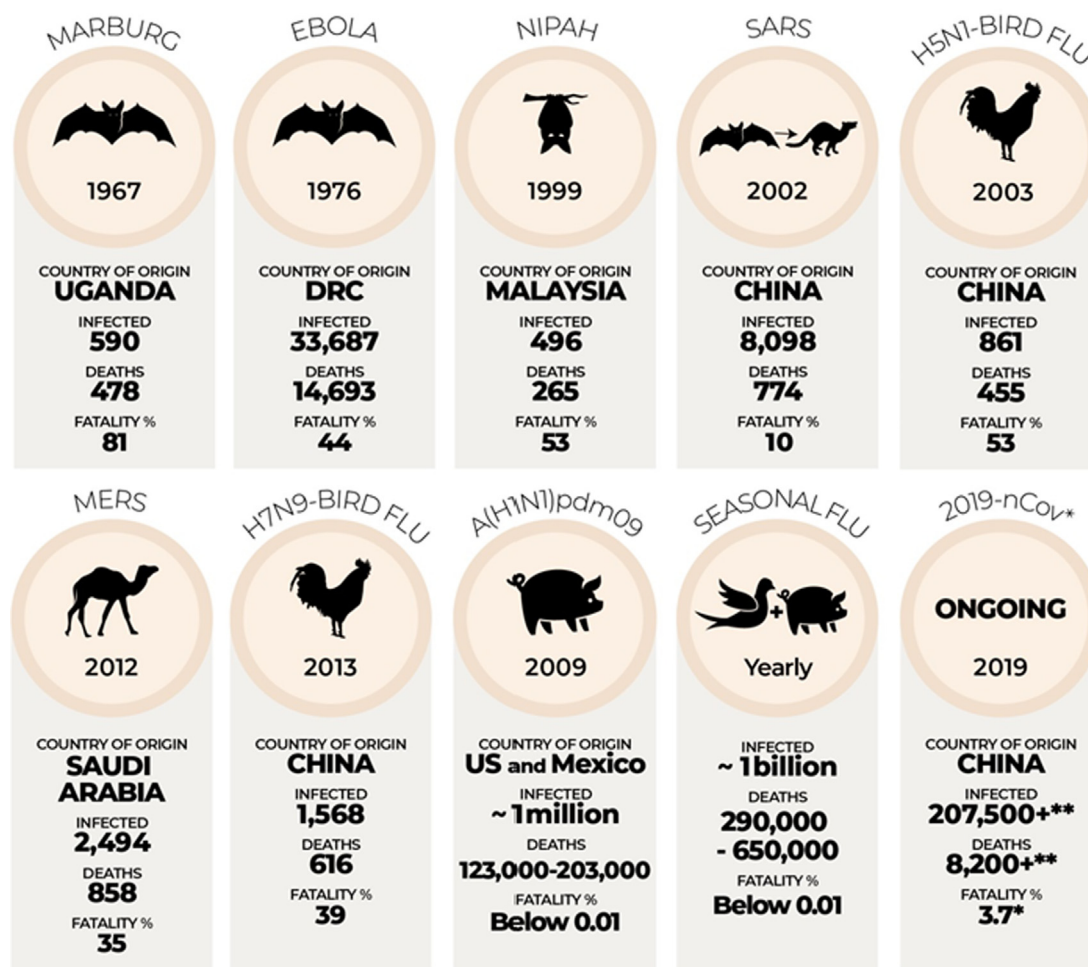 MARBURG
1967
COUNTRY OF ORIGIN
UGANDA
INFECTED
590
DEATHS
478
FATALITY %
81
EBOLA
1976
COUNTRY OF ORIGIN
DRC
INFECTED
33,687
DEATHS
14,693
FATALITY %
44
NIPAH
1999
COUNTRY OF ORIGIN
MALAYSIA
INFECTED
496
DEATHS
265
FATALITY %
53
SARS
2002
COUNTRY OF ORIGIN
CHINA
INFECTED
8,098
DEATHS
774
FATALITY %
10
H5N1-BIRD FLU
2003
COUNTRY OF ORIGIN
CHINA
INFECTED
861
DEATHS
455
FATALITY %
53
MERS
2012
COUNTRY OF ORIGIN
SAUDI
ARABIA
INFECTED
2,494
DEATHS
858
FATALITY %
35
H7N9-BIRD FLU
2013
COUNTRY OF ORIGIN
CHINA
INFECTED
1,568
DEATHS
616
FATALITY %
39
A(H1N1)pdm09
2009
COUNTRY OF ORIGIN
US and Mexico
INFECTED
~ 1 million
DEATHS
123,000-203,000
FATALITY %
Below 0.01
SEASONAL FLU
+
Yearly
INFECTED
~ 1 billion
DEATHS
290,000
- 650,000
FATALITY %
Below 0.01
2019-nCov*
ONGOING
2019
COUNTRY OF ORIGIN
CHINA
INFECTED
207,500+**
DEATHS
8,200+**
FATALITY %
3.7*